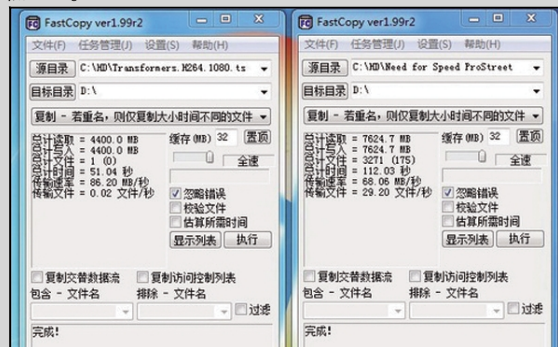 FastCopy ver1.99r2
文件(F) 任务管理(J) 设置(S) 帮助(H)
源目录 C:\HD\Transformers.H264.1080.ts
目标目录 D:\
复制 - 若重名，则仅复制大小时间不同的文件
总计读取 = 4400.0 MB
总计写入 = 4400.0 MB
总计文件 = 1 (0)
总计时间 = 51.04 秒
传输速率 = 86.20 MB/秒
传输文件 = 0.02 文件/秒
缓存(MB) 32 置顶
全速
忽略错误
校验文件
估算所需时间
显示列表 执行
复制交替数据流 复制访问控制列表
包含 - 文件名 排除 - 文件名
过滤
完成!
FastCopy ver1.99r2
文件(F) 任务管理(J) 设置(S) 帮助(H)
源目录 C:\HD\Need for Speed ProStreet
目标目录 D:\
复制 - 若重名，则仅复制大小时间不同的文件
总计读取 = 7624.7 MB
总计写入 = 7624.7 MB
总计文件 = 3271 (175)
总计时间 = 112.03 秒
传输速率 = 68.06 MB/秒
传输文件 = 29.20 文件/秒
缓存(MB) 32 置顶
全速
忽略错误
校验文件
估算所需时间
显示列表 执行
复制交替数据流 复制访问控制列表
包含 - 文件名 排除 - 文件名
过滤
完成!